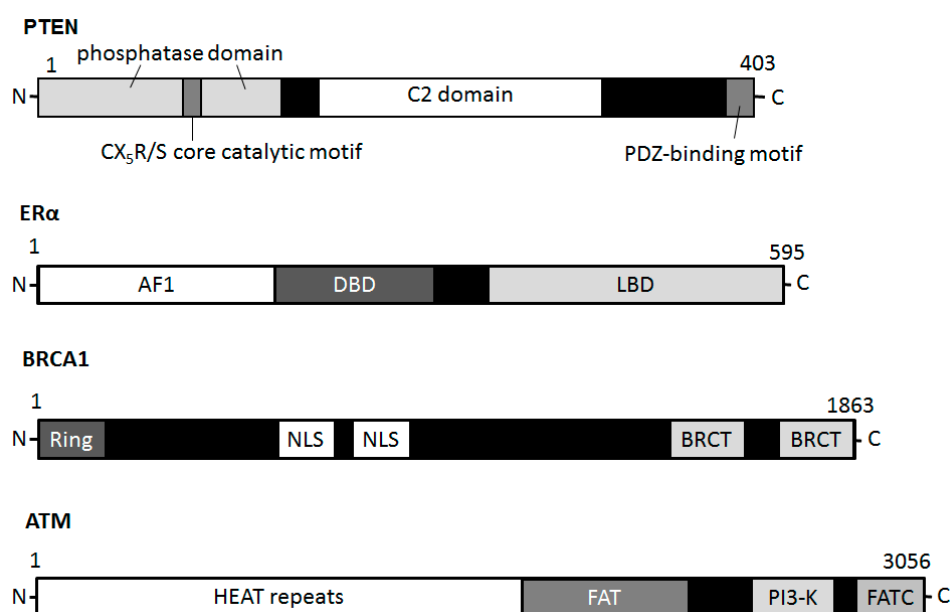 PTEN
1 phosphatase domain 403
N C2 domain C
CX₅R/S core catalytic motif PDZ-binding motif
ERα
1 595
N AF1 DBD LBD C
BRCA1
1 1863
N Ring NLS NLS BRCT BRCT C
ATM
1 3056
N HEAT repeats FAT PI3-K FATC C